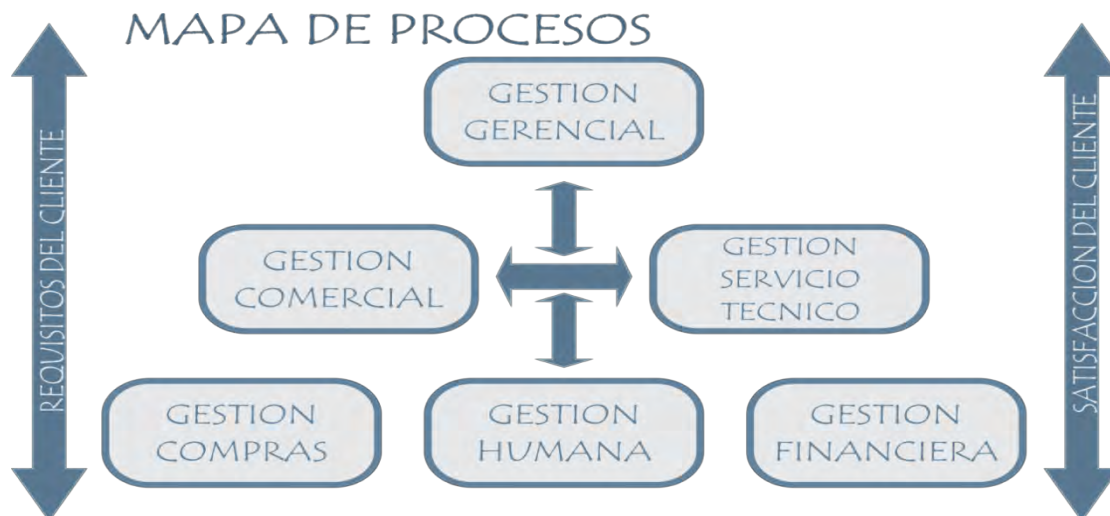 MAPA DE PROCESOS
REQUISITOS DEL CLIENTE
GESTION
GERENCIAL
GESTION
COMERCIAL
GESTION
SERVICIO
TECNICO
GESTION
COMPRAS
GESTION
HUMANA
GESTION
FINANCIERA
SATISFACCION DEL CLIENTE